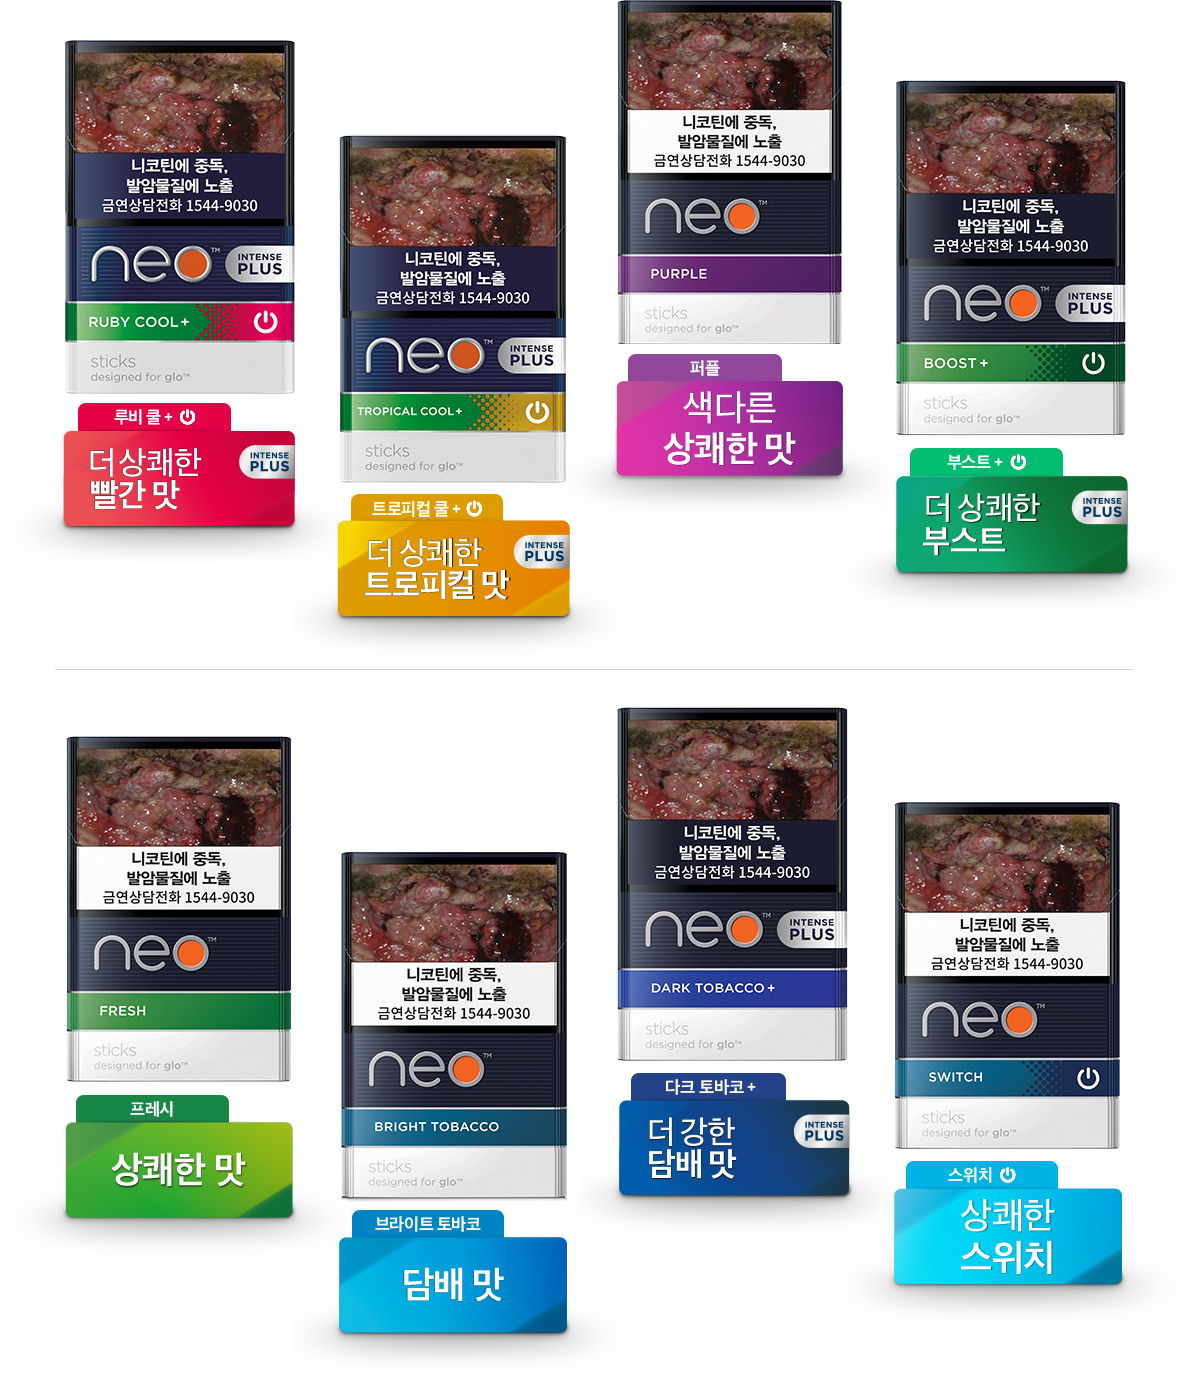 니코틴에 중독,
발암물질에 노출
금연상담전화 1544-9030
neo™
INTENSE
PLUS
RUBY COOL+
sticks
designed for glo™
루비 쿨 +
더 상쾌한
빨간 맛
INTENSE
PLUS
니코틴에 중독,
발암물질에 노출
금연상담전화 1544-9030
neo™
INTENSE
PLUS
TROPICAL COOL+
sticks
designed for glo™
트로피컬 쿨 +
더 상쾌한
트로피컬 맛
INTENSE
PLUS
니코틴에 중독,
발암물질에 노출
금연상담전화 1544-9030
neo™
PURPLE
sticks
designed for glo™
퍼플
색다른
상쾌한 맛
니코틴에 중독,
발암물질에 노출
금연상담전화 1544-9030
neo™
INTENSE
PLUS
BOOST+
sticks
designed for glo™
부스트 +
더 상쾌한
부스트
INTENSE
PLUS
니코틴에 중독,
발암물질에 노출
금연상담전화 1544-9030
neo™
FRESH
sticks
designed for glo™
프레시
상쾌한 맛
니코틴에 중독,
발암물질에 노출
금연상담전화 1544-9030
neo™
BRIGHT TOBACCO
sticks
designed for glo™
브라이트 토바코
담배 맛
니코틴에 중독,
발암물질에 노출
금연상담전화 1544-9030
neo™
INTENSE
PLUS
DARK TOBACCO+
sticks
designed for glo™
다크 토바코 +
더 강한
담배 맛
INTENSE
PLUS
니코틴에 중독,
발암물질에 노출
금연상담전화 1544-9030
neo™
SWITCH
sticks
designed for glo™
스위치
상쾌한
스위치